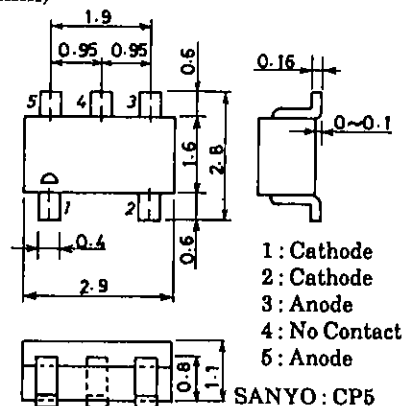 1.9
0.95 0.95
5 4 3
0.6
1.6
2.8
0.6
1 2
0.4
2.9
0.16
0~0.1
0.8
1.1
1 : Cathode
2 : Cathode
3 : Anode
4 : No Contact
5 : Anode
SANYO : CP5